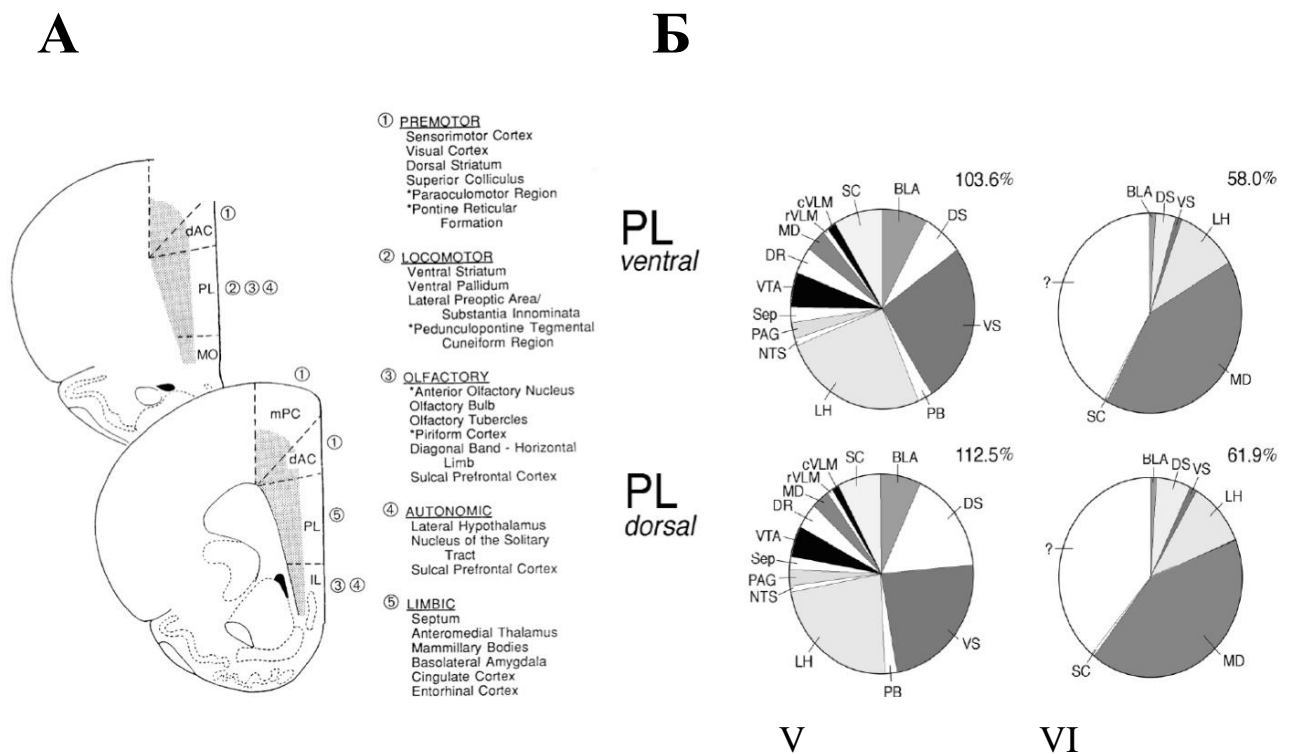 А
Б
① PREMOTOR
Sensorimotor Cortex
Visual Cortex
Dorsal Striatum
Superior Colliculus
*Paraoculomotor Region
*Pontine Reticular
Formation
② LOCOMOTOR
Ventral Striatum
Ventral Pallidum
Lateral Preoptic Area/
Substantia Innominata
*Pedunculopontine Tegmental
Cuneiform Region
③ OLFACTORY
*Anterior Olfactory Nucleus
Olfactory Bulb
Olfactory Tubercles
*Piriform Cortex
Diagonal Band - Horizontal
Limb
Sulcal Prefrontal Cortex
④ AUTONOMIC
Lateral Hypothalamus
Nucleus of the Solitary
Tract
Sulcal Prefrontal Cortex
⑤ LIMBIC
Septum
Anteromedial Thalamus
Mammillary Bodies
Basolateral Amygdala
Cingulate Cortex
Entorhinal Cortex
①
dAC
PL ② ③ ④
MO
①
mPC
①
dAC
PL ⑤
IL ③ ④
PL
ventral
103.6%
SC
BLA
DS
VS
PB
LH
NTS
PAG
Sep
VTA
DR
MD
rVLM
cVLM
58.0%
BLA
DS
VS
LH
MD
SC
?
PL
dorsal
112.5%
SC
BLA
DS
VS
PB
LH
NTS
PAG
Sep
VTA
DR
MD
rVLM
cVLM
61.9%
BLA
DS
VS
LH
MD
SC
?
V
VI